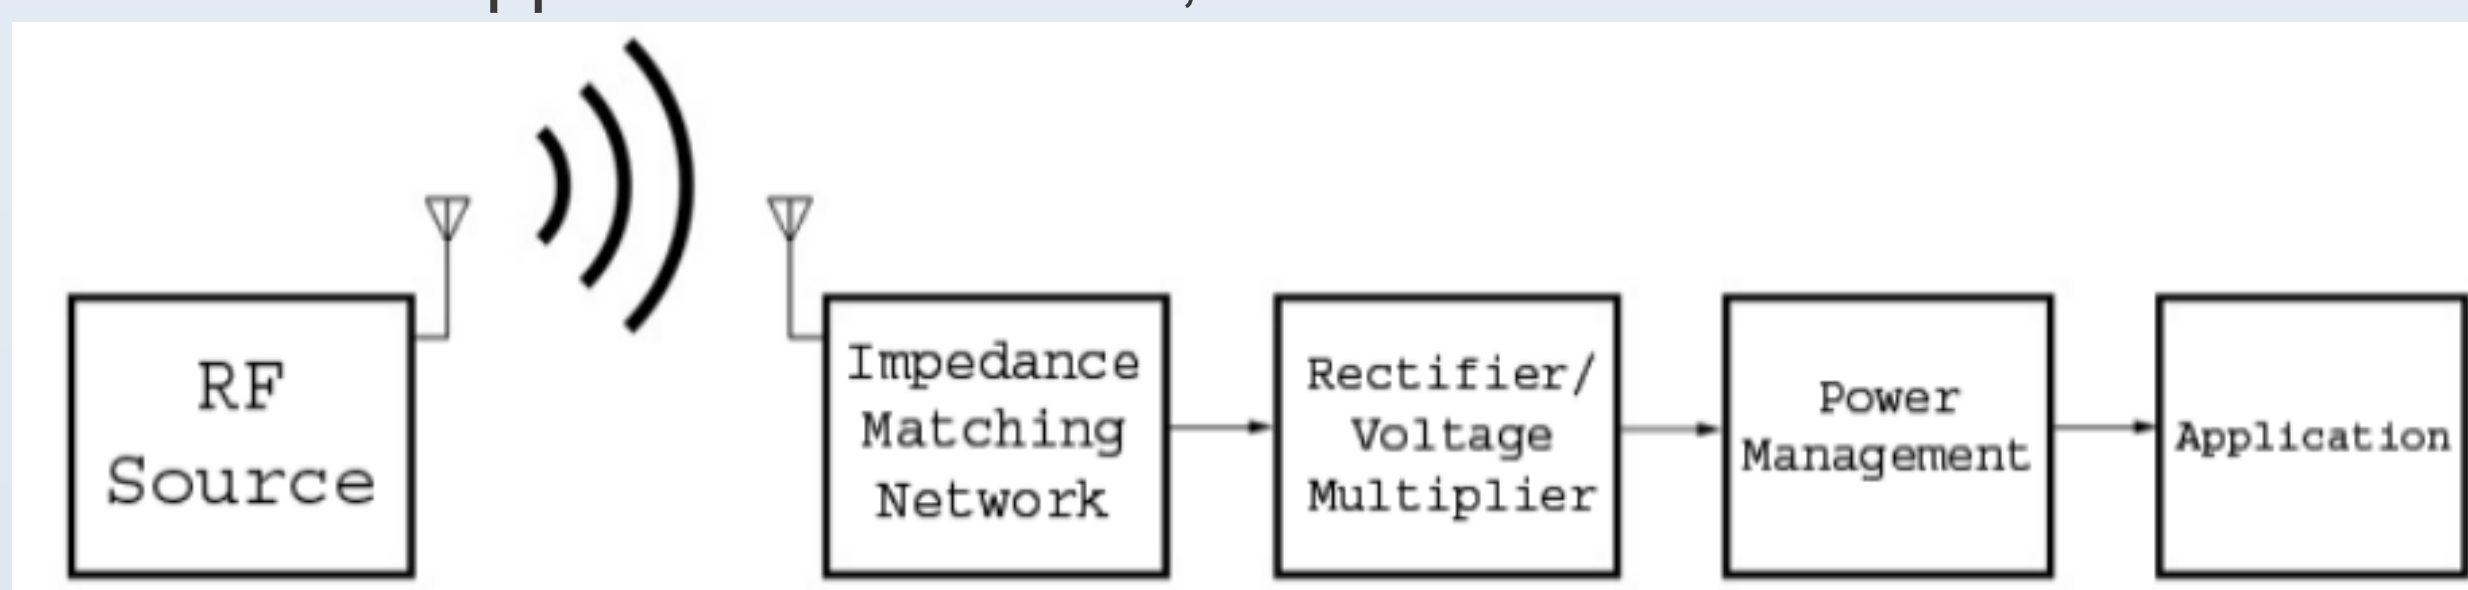 RF
Source
Impedance
Matching
Network
Rectifier/
Voltage
Multiplier
Power
Management
Application